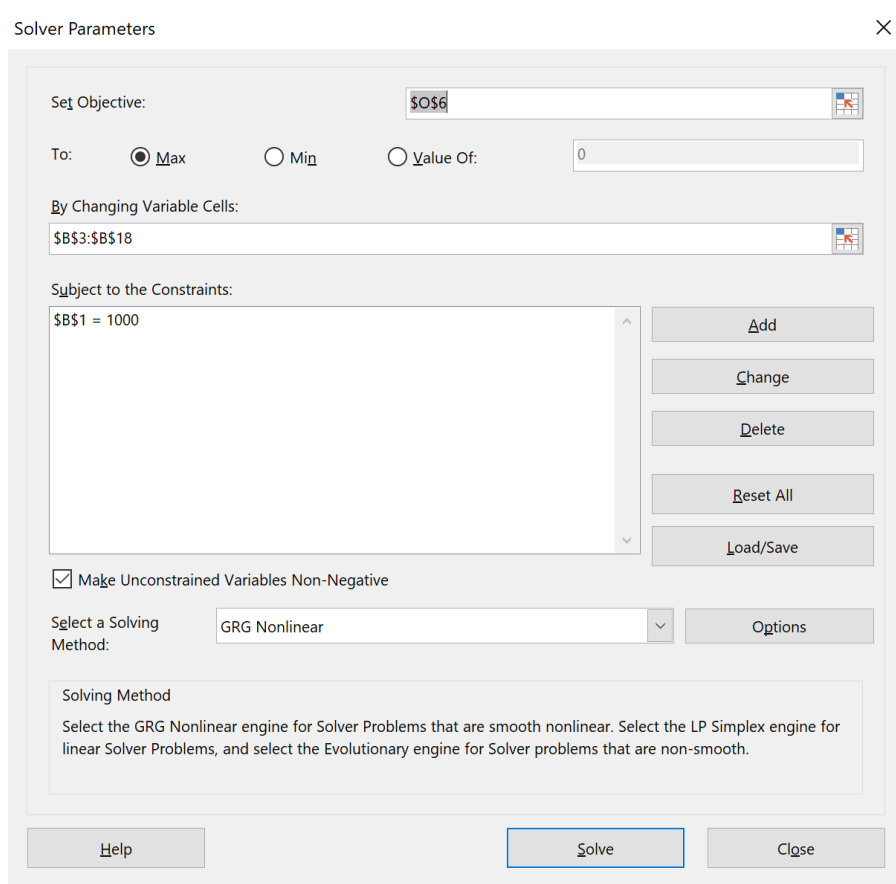 Solver Parameters
Set Objective:
$O$6
To:
Max
Min
Value Of:
0
By Changing Variable Cells:
$B$3:$B$18
Subject to the Constraints:
$B$1 = 1000
Add
Change
Delete
Reset All
Load/Save
Make Unconstrained Variables Non-Negative
Select a Solving
Method:
GRG Nonlinear
Options
Solving Method
Select the GRG Nonlinear engine for Solver Problems that are smooth nonlinear. Select the LP Simplex engine for
linear Solver Problems, and select the Evolutionary engine for Solver problems that are non-smooth.
Help
Solve
Close